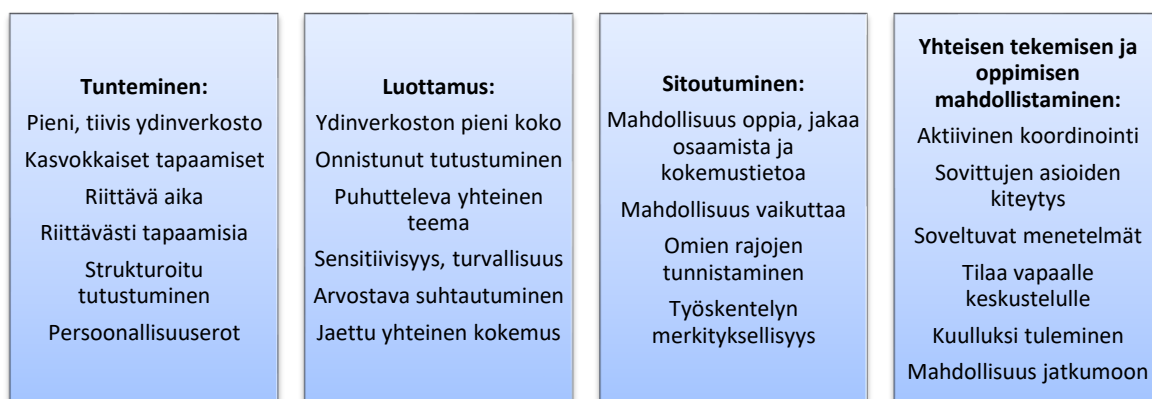 Tunteminen:
Pieni, tiivis ydinverkosto
Kasvokkaiset tapaamiset
Riittävä aika
Riittävästi tapaamisia
Strukturoitu
tutustuminen
Persoonallisuuserot
Luottamus:
Ydinverkoston pieni koko
Onnistunut tutustuminen
Puhutteleva yhteinen
teema
Sensitiivisyys, turvallisuus
Arvostava suhtautuminen
Jaettu yhteinen kokemus
Sitoutuminen:
Mahdollisuus oppia, jakaa
osaamista ja
kokemustietoa
Mahdollisuus vaikuttaa
Omien rajojen
tunnistaminen
Työskentelyn
merkityksellisyys
Yhteisen tekemisen ja
oppimisen
mahdollistaminen:
Aktiivinen koordinointi
Sovittujen asioiden
kiteytys
Soveltuvat menetelmät
Tilaa vapaalle
keskustelulle
Kuulluksi tuleminen
Mahdollisuus jatkumoon